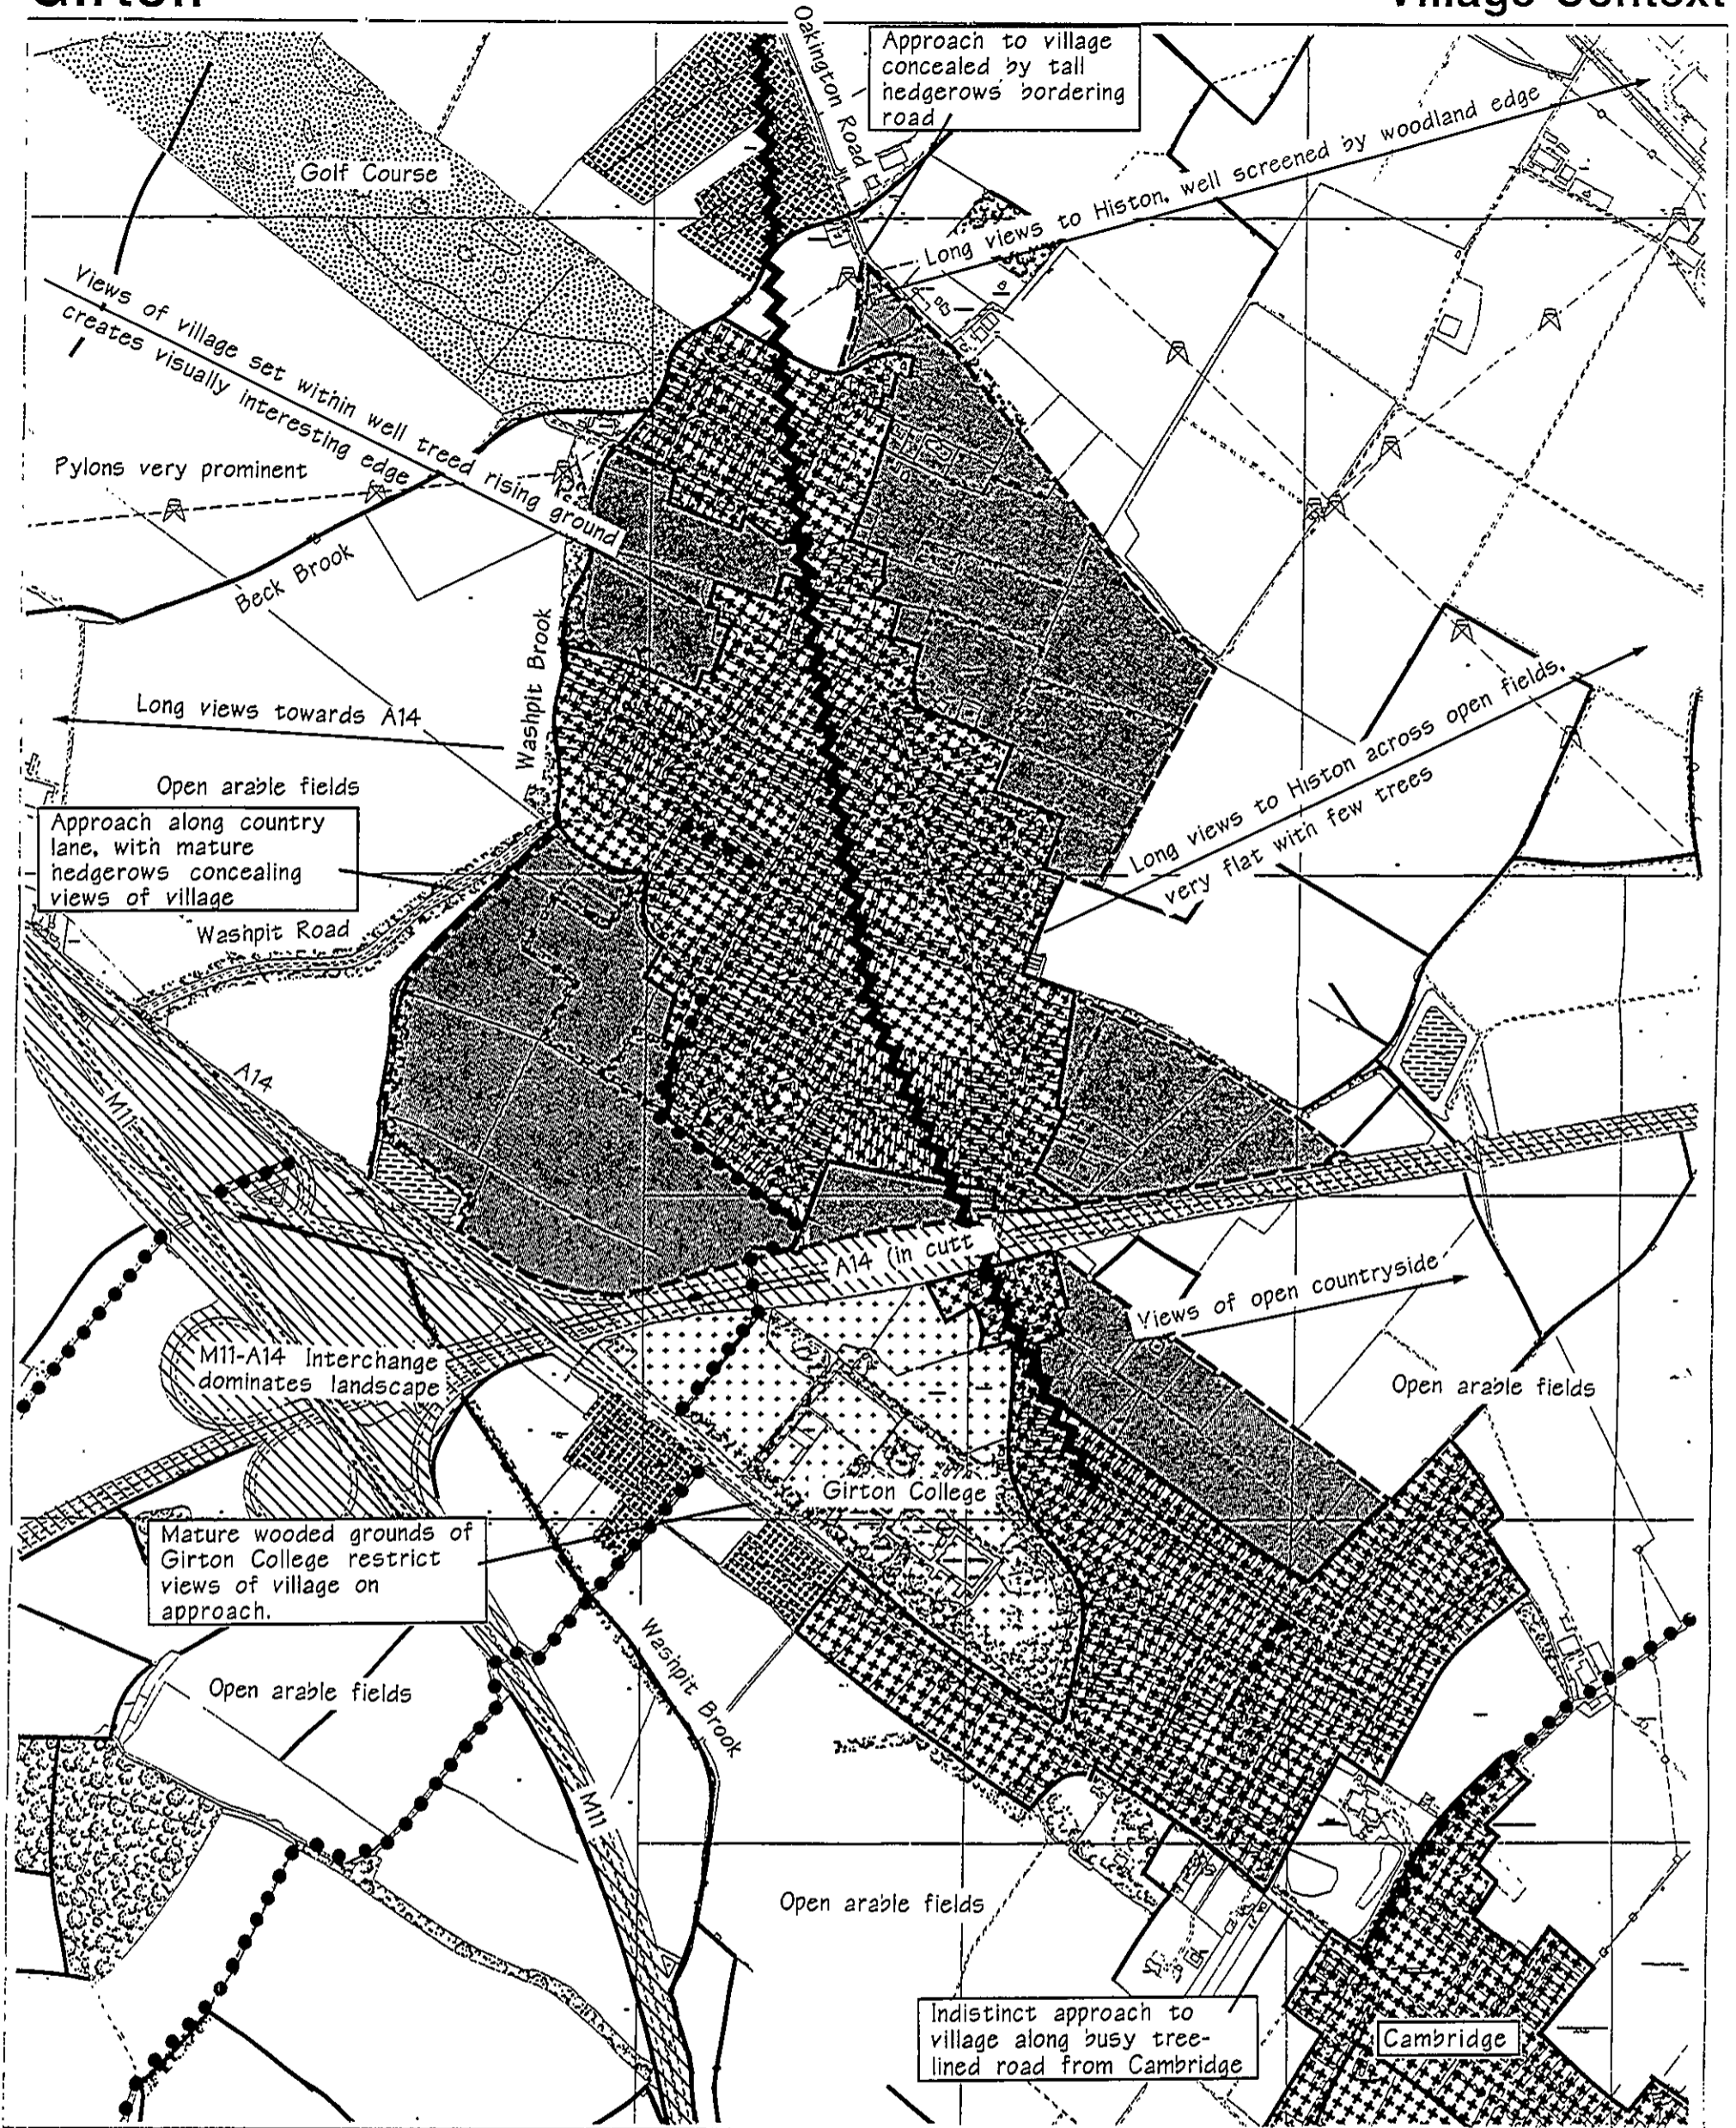 Girton
Village Context
Oakington Road
Approach to village
concealed by tall
hedgerows bordering
road
Golf Course
Long views to Histon, well screened by woodland edge
Views of village set within well treed rising ground
creates visually interesting edge
Pylons very prominent
Beck Brook
Washpit Brook
Long views towards A14
Open arable fields
Long views to Histon across open fields,
very flat with few trees
Approach along country
lane, with mature
hedgerows concealing
views of village
Washpit Road
A14
M11
A14 (in cutt
Views of open countryside
M11-A14 Interchange
dominates landscape
Open arable fields
Girton College
Mature wooded grounds of
Girton College restrict
views of village on
approach.
Washpit Brook
Open arable fields
M11
Open arable fields
Indistinct approach to
village along busy tree-
lined road from Cambridge
Cambridge